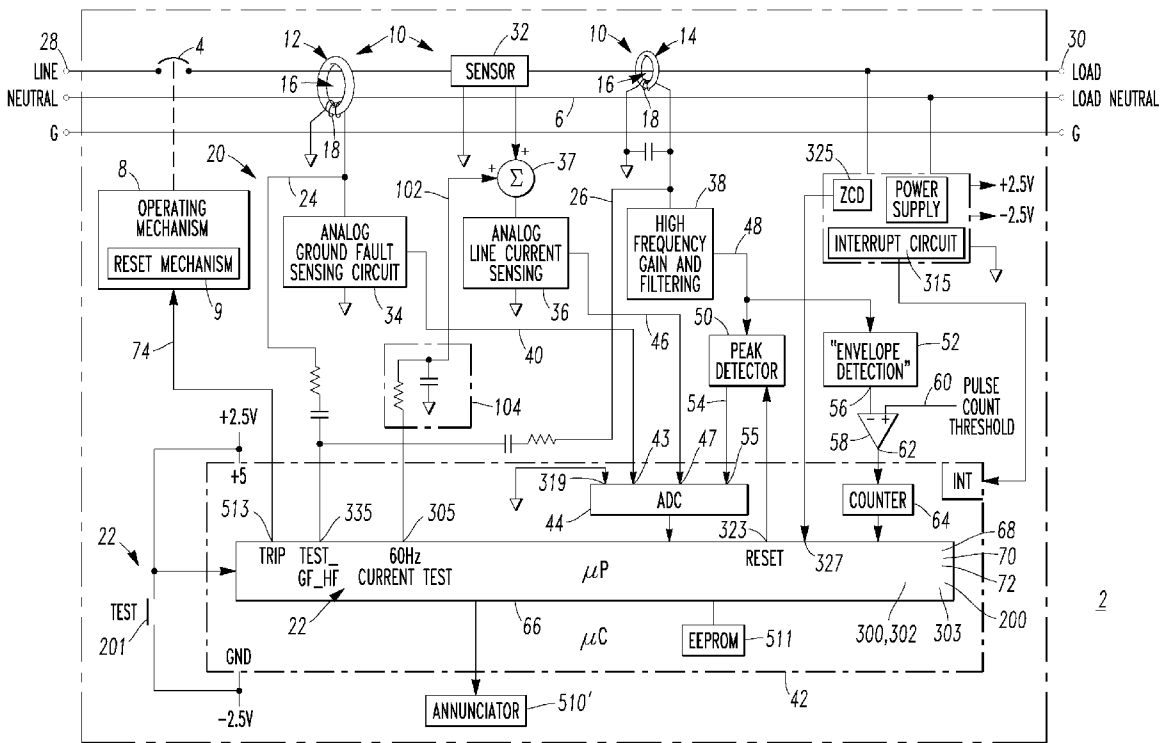 28
4
12
10
32
10
14
30
LINE
16
SENSOR
16
LOAD
NEUTRAL
LOAD NEUTRAL
G
18
6
18
G
20
+
+
37
Σ
325
8
24
102
26
38
ZCD
POWER
SUPPLY
+2.5V
-2.5V
OPERATING
MECHANISM
RESET MECHANISM
ANALOG
GROUND FAULT
SENSING CIRCUIT
ANALOG
LINE CURRENT
SENSING
HIGH
FREQUENCY
GAIN AND
FILTERING
48
INTERRUPT CIRCUIT
315
9
34
36
50
52
74
40
46
PEAK
DETECTOR
"ENVELOPE
DETECTION"
104
54
56
60
PULSE
COUNT
THRESHOLD
− +
58
62
+2.5V
+5
43
47
55
INT
319
513
335
305
44
ADC
323
COUNTER
64
22
TRIP
TEST_
GF_HF
60Hz
CURRENT TEST
RESET
327
68
70
72
μP
TEST
201
22
66
300,302
303
200
2
μC
EEPROM
511
GND
42
-2.5V
ANNUNCIATOR
510'